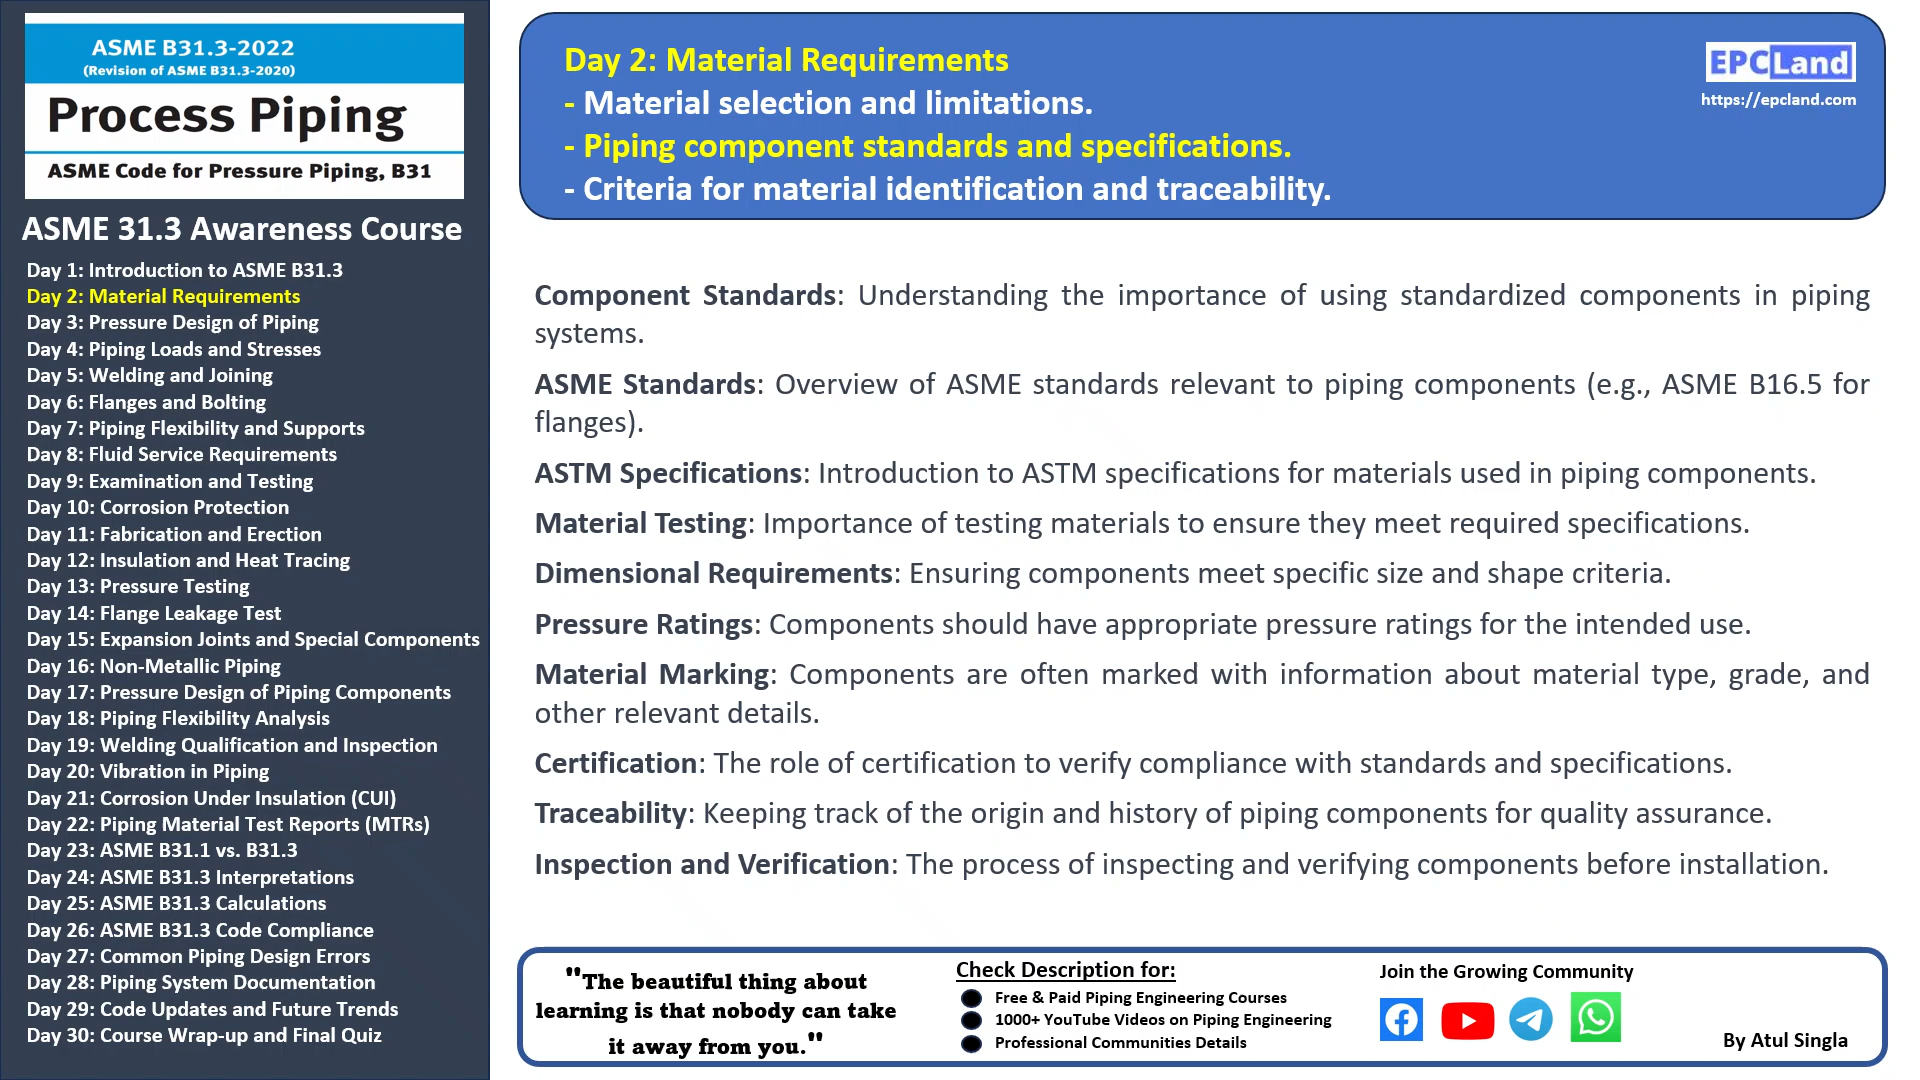 ASME B31.3-2022
(Revision of ASME B31.3-2020)
Process Piping
ASME Code for Pressure Piping, B31
ASME 31.3 Awareness Course
Day 1: Introduction to ASME B31.3
Day 2: Material Requirements
Day 3: Pressure Design of Piping
Day 4: Piping Loads and Stresses
Day 5: Welding and Joining
Day 6: Flanges and Bolting
Day 7: Piping Flexibility and Supports
Day 8: Fluid Service Requirements
Day 9: Examination and Testing
Day 10: Corrosion Protection
Day 11: Fabrication and Erection
Day 12: Insulation and Heat Tracing
Day 13: Pressure Testing
Day 14: Flange Leakage Test
Day 15: Expansion Joints and Special Components
Day 16: Non-Metallic Piping
Day 17: Pressure Design of Piping Components
Day 18: Piping Flexibility Analysis
Day 19: Welding Qualification and Inspection
Day 20: Vibration in Piping
Day 21: Corrosion Under Insulation (CUI)
Day 22: Piping Material Test Reports (MTRs)
Day 23: ASME B31.1 vs. B31.3
Day 24: ASME B31.3 Interpretations
Day 25: ASME B31.3 Calculations
Day 26: ASME B31.3 Code Compliance
Day 27: Common Piping Design Errors
Day 28: Piping System Documentation
Day 29: Code Updates and Future Trends
Day 30: Course Wrap-up and Final Quiz
Day 2: Material Requirements
- Material selection and limitations.
- Piping component standards and specifications.
- Criteria for material identification and traceability.
EPCLand
https://epcland.com
Component Standards: Understanding the importance of using standardized components in piping
systems.
ASME Standards: Overview of ASME standards relevant to piping components (e.g., ASME B16.5 for
flanges).
ASTM Specifications: Introduction to ASTM specifications for materials used in piping components.
Material Testing: Importance of testing materials to ensure they meet required specifications.
Dimensional Requirements: Ensuring components meet specific size and shape criteria.
Pressure Ratings: Components should have appropriate pressure ratings for the intended use.
Material Marking: Components are often marked with information about material type, grade, and
other relevant details.
Certification: The role of certification to verify compliance with standards and specifications.
Traceability: Keeping track of the origin and history of piping components for quality assurance.
Inspection and Verification: The process of inspecting and verifying components before installation.
"The beautiful thing about
learning is that nobody can take
it away from you."
Check Description for:
Free & Paid Piping Engineering Courses
1000+ YouTube Videos on Piping Engineering
Professional Communities Details
Join the Growing Community
By Atul Singla